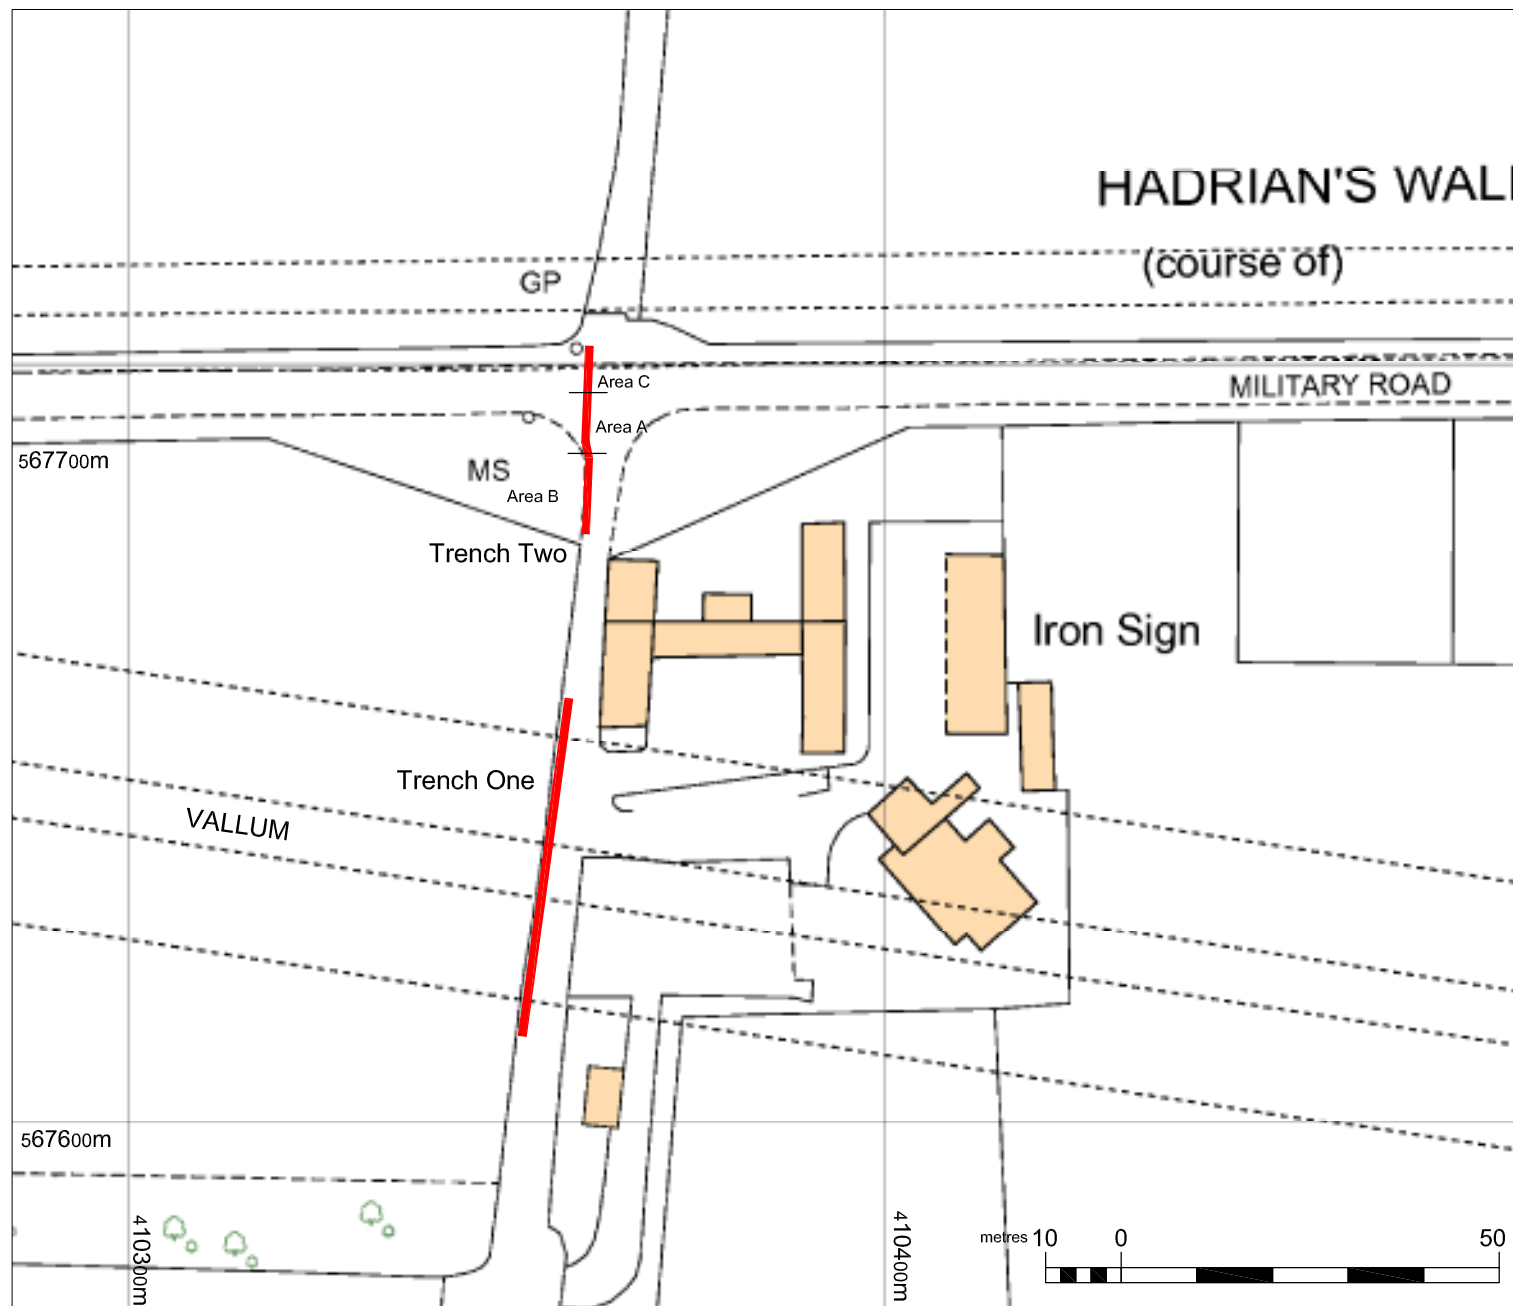 HADRIAN'S WAL
(course of)
GP
Area C
MILITARY ROAD
Area A
567700m
MS
Area B
Trench Two
Iron Sign
Trench One
VALLUM
567600m
410300m
410400m
metres 10 0 50